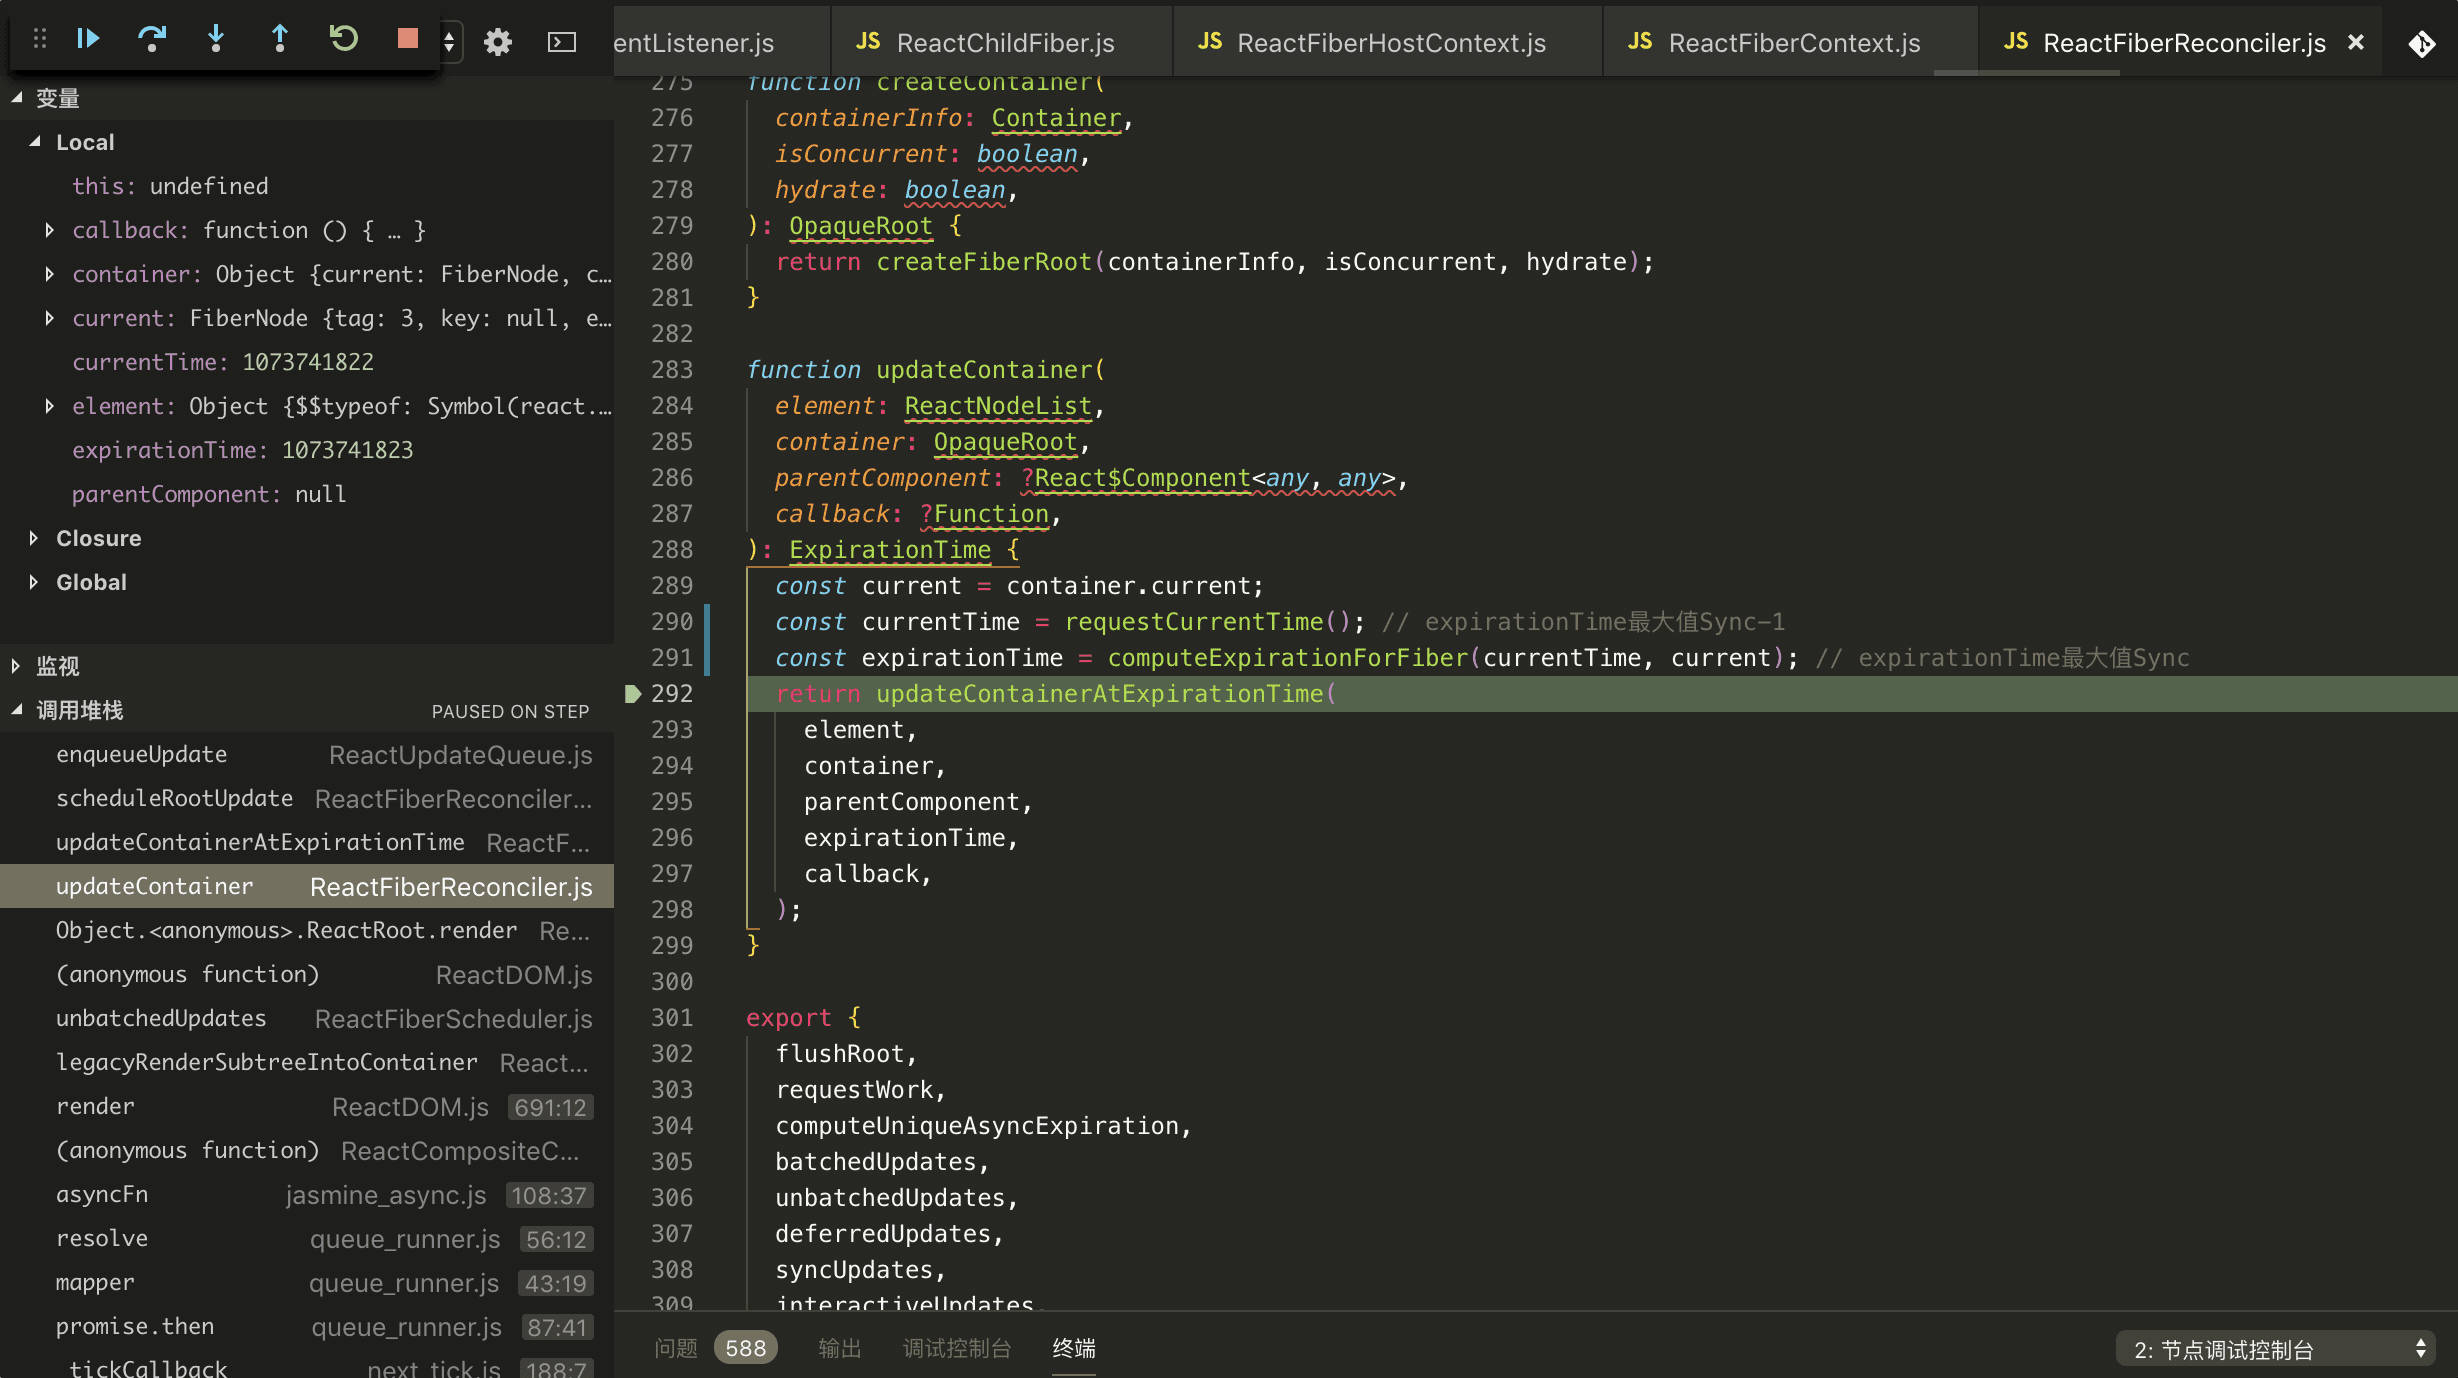 entListener.js
JS ReactChildFiber.js
JS ReactFiberHostContext.js
JS ReactFiberContext.js
JS ReactFiberReconciler.js
变量
Local
this: undefined
callback: function () { … }
container: Object {current: FiberNode, c…
current: FiberNode {tag: 3, key: null, e…
currentTime: 1073741822
element: Object {$$typeof: Symbol(react.…
expirationTime: 1073741823
parentComponent: null
Closure
Global
监视
调用堆栈 PAUSED ON STEP
enqueueUpdate ReactUpdateQueue.js
scheduleRootUpdate ReactFiberReconciler…
updateContainerAtExpirationTime ReactF…
updateContainer ReactFiberReconciler.js
Object.<anonymous>.ReactRoot.render Re…
(anonymous function) ReactDOM.js
unbatchedUpdates ReactFiberScheduler.js
legacyRenderSubtreeIntoContainer React…
render ReactDOM.js 691:12
(anonymous function) ReactCompositeC…
asyncFn jasmine_async.js 108:37
resolve queue_runner.js 56:12
mapper queue_runner.js 43:19
promise.then queue_runner.js 87:41
_tickCallback next_tick.js 188:7
275 function createContainer(
276 containerInfo: Container,
277 isConcurrent: boolean,
278 hydrate: boolean,
279 ): OpaqueRoot {
280 return createFiberRoot(containerInfo, isConcurrent, hydrate);
281 }
282
283 function updateContainer(
284 element: ReactNodeList,
285 container: OpaqueRoot,
286 parentComponent: ?React$Component<any, any>,
287 callback: ?Function,
288 ): ExpirationTime {
289 const current = container.current;
290 const currentTime = requestCurrentTime(); // expirationTime最大值Sync-1
291 const expirationTime = computeExpirationForFiber(currentTime, current); // expirationTime最大值Sync
292 return updateContainerAtExpirationTime(
293 element,
294 container,
295 parentComponent,
296 expirationTime,
297 callback,
298 );
299 }
300
301 export {
302 flushRoot,
303 requestWork,
304 computeUniqueAsyncExpiration,
305 batchedUpdates,
306 unbatchedUpdates,
307 deferredUpdates,
308 syncUpdates,
309 interactiveUpdates,
问题 588 输出 调试控制台 终端
2: 节点调试控制台